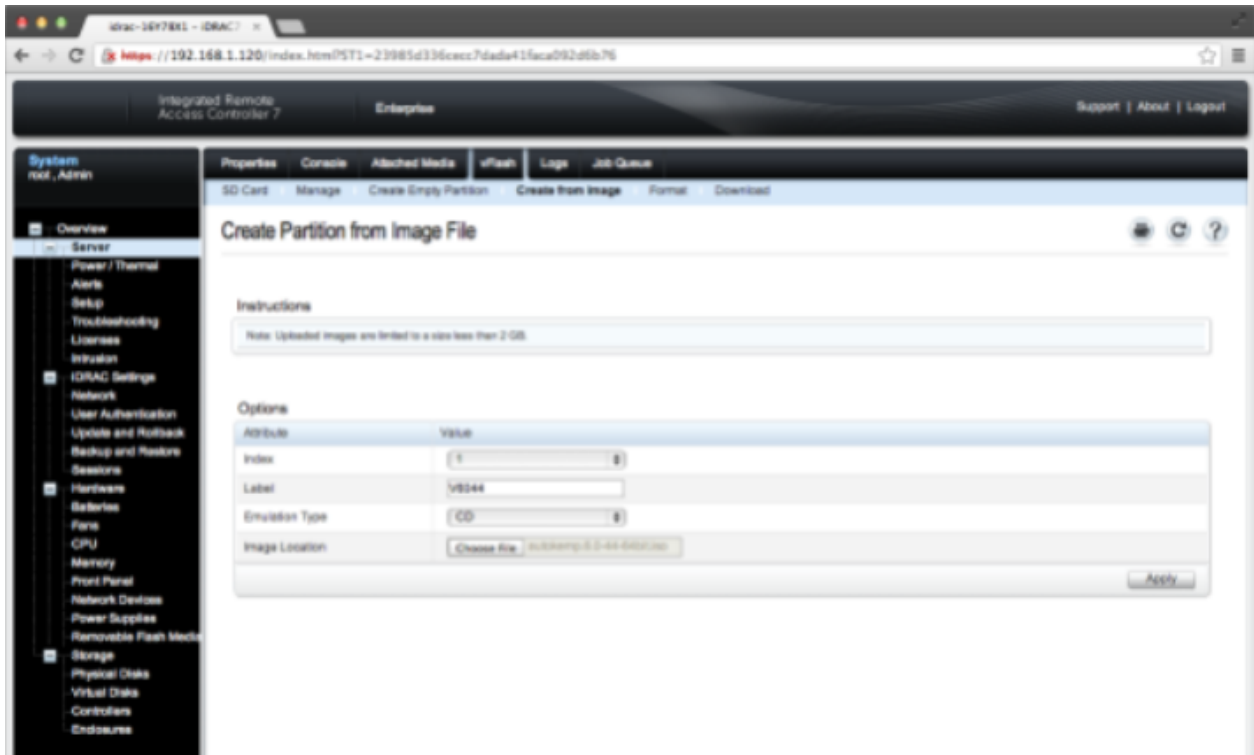 idrac-16Y78X1 - iDRAC7
https://192.168.1.120/index.html?ST1=23985d336cecc7dada41faca092d6b76
Integrated Remote
Access Controller 7
Enterprise
Support | About | Logout
System
root , Admin
Properties Console Attached Media vFlash Logs Job Queue
SD Card Manage Create Empty Partition Create from Image Format Download
Overview
Server
Power / Thermal
Alerts
Setup
Troubleshooting
Licenses
Intrusion
iDRAC Settings
Network
User Authentication
Update and Rollback
Backup and Restore
Sessions
Hardware
Batteries
Fans
CPU
Memory
Front Panel
Network Devices
Power Supplies
Removable Flash Media
Storage
Physical Disks
Virtual Disks
Controllers
Enclosures
Create Partition from Image File
Instructions
Note: Uploaded images are limited to a size less than 2 GB.
Options
Attribute Value
Index 1
Label V6044
Emulation Type CD
Image Location Choose File
Apply